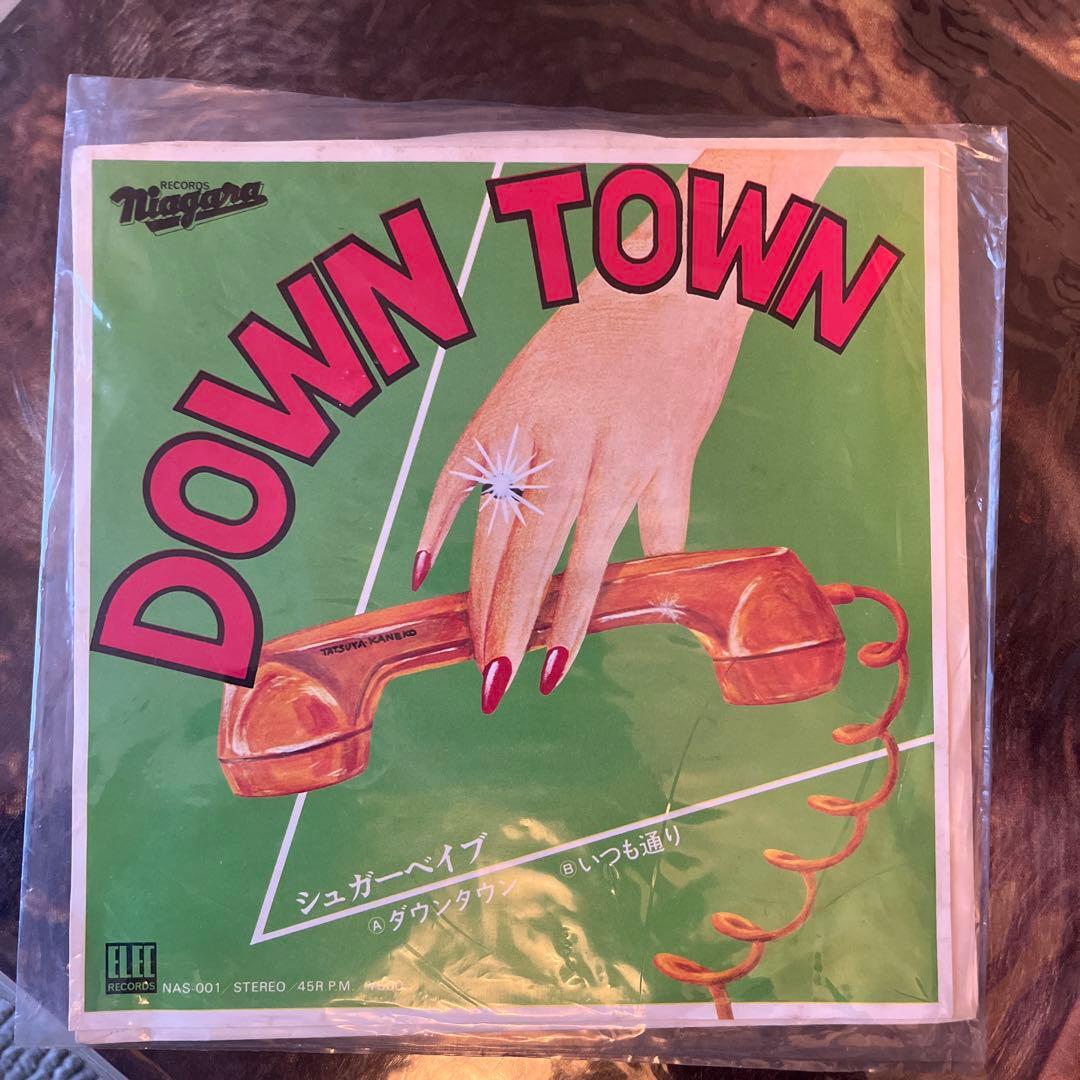 RECORDS
Niagara
DOWN TOWN
TATSUYA·KANEKO
シュガーベイブ
Ⓐダウンタウン
Ⓑいつも通り
ELEC
RECORDS
NAS-001／STEREO／45R.P.M. ¥500